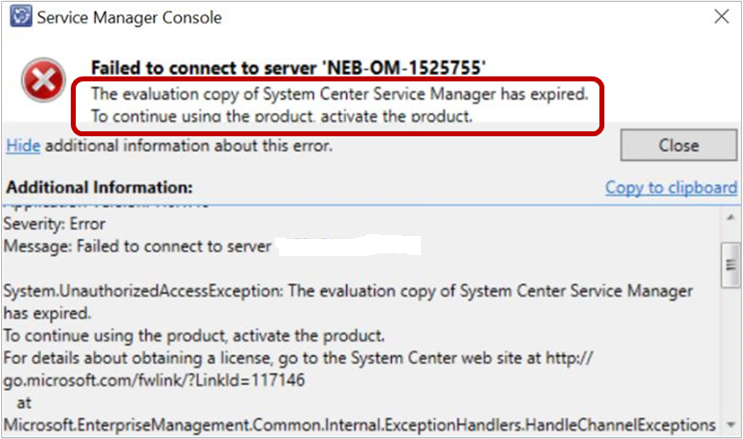 Service Manager Console
Failed to connect to server 'NEB-OM-1525755'
The evaluation copy of System Center Service Manager has expired.
To continue using the product, activate the product.
Hide additional information about this error.
Close
Additional Information:
Copy to clipboard
Severity: Error
Message: Failed to connect to server
System.UnauthorizedAccessException: The evaluation copy of System Center Service Manager
has expired.
To continue using the product, activate the product.
For details about obtaining a license, go to the System Center web site at http://
go.microsoft.com/fwlink/?LinkId=117146
at
Microsoft.EnterpriseManagement.Common.Internal.ExceptionHandlers.HandleChannelExceptions